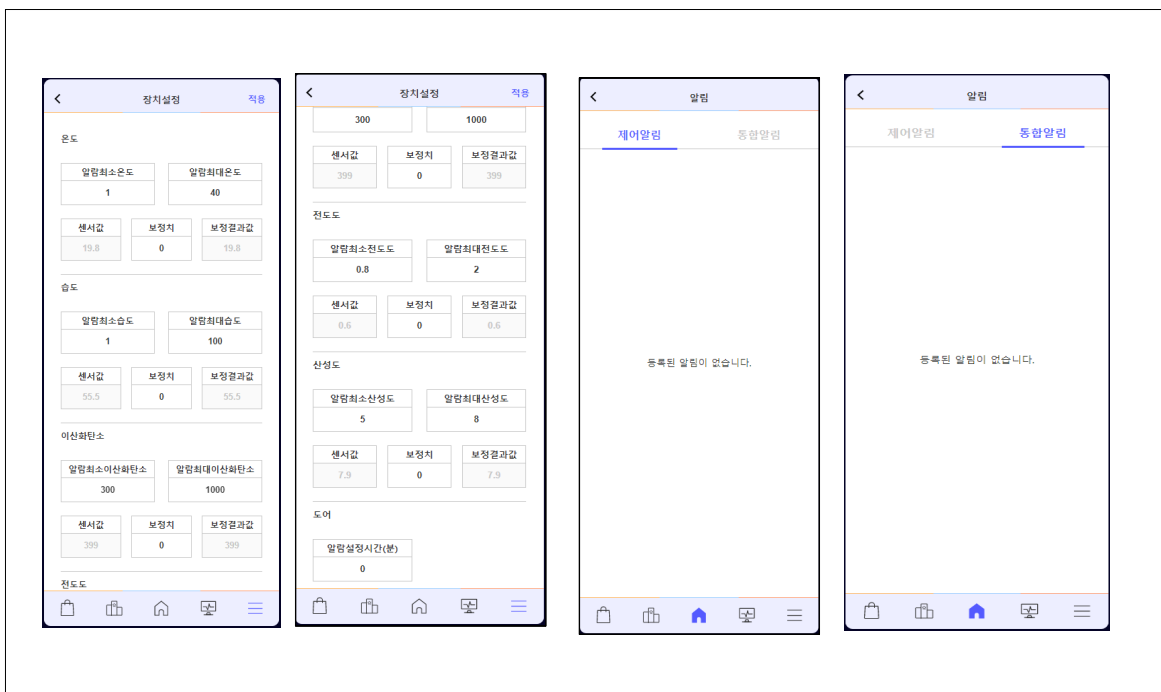 장치설정 적용
온도
알람최소온도 알람최대온도
1 40
센서값 보정치 보정결과값
19.8 0 19.8
습도
알람최소습도 알람최대습도
1 100
센서값 보정치 보정결과값
55.5 0 55.5
이산화탄소
알람최소이산화탄소 알람최대이산화탄소
300 1000
센서값 보정치 보정결과값
399 0 399
전도도
장치설정 적용
300 1000
센서값 보정치 보정결과값
399 0 399
전도도
알람최소전도도 알람최대전도도
0.8 2
센서값 보정치 보정결과값
0.6 0 0.6
산성도
알람최소산성도 알람최대산성도
5 8
센서값 보정치 보정결과값
7.9 0 7.9
도어
알람설정시간(분)
0
알림
제어알림 통합알림
등록된 알림이 없습니다.
알림
제어알림 통합알림
등록된 알림이 없습니다.